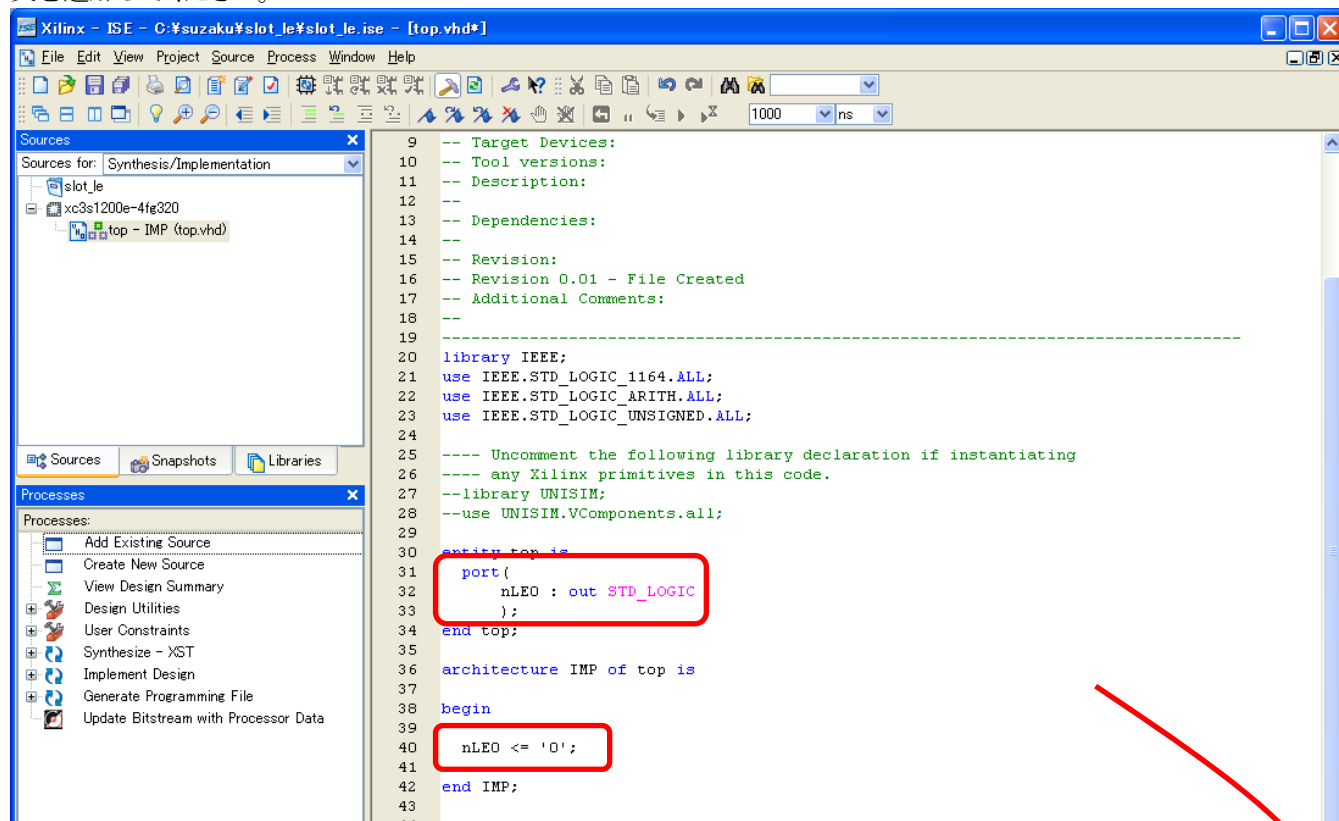 Xilinx - ISE - C:¥suzaku¥slot_le¥slot_le.ise - [top.vhd*]
File Edit View Project Source Process Window Help
1000 ns
Sources
Sources for: Synthesis/Implementation
slot_le
xc3s1200e-4fg320
top - IMP (top.vhd)
Sources Snapshots Libraries
Processes
Processes:
Add Existing Source
Create New Source
View Design Summary
Design Utilities
User Constraints
Synthesize - XST
Implement Design
Generate Programming File
Update Bitstream with Processor Data
9 -- Target Devices:
10 -- Tool versions:
11 -- Description:
12 --
13 -- Dependencies:
14 --
15 -- Revision:
16 -- Revision 0.01 - File Created
17 -- Additional Comments:
18 --
19 ----------------------------------------------------------------------------------
20 library IEEE;
21 use IEEE.STD_LOGIC_1164.ALL;
22 use IEEE.STD_LOGIC_ARITH.ALL;
23 use IEEE.STD_LOGIC_UNSIGNED.ALL;
24
25 ---- Uncomment the following library declaration if instantiating
26 ---- any Xilinx primitives in this code.
27 --library UNISIM;
28 --use UNISIM.VComponents.all;
29
30 entity top is
31 port(
32 nLE0 : out STD_LOGIC
33 );
34 end top;
35
36 architecture IMP of top is
37
38 begin
39
40 nLE0 <= '0';
41
42 end IMP;
43